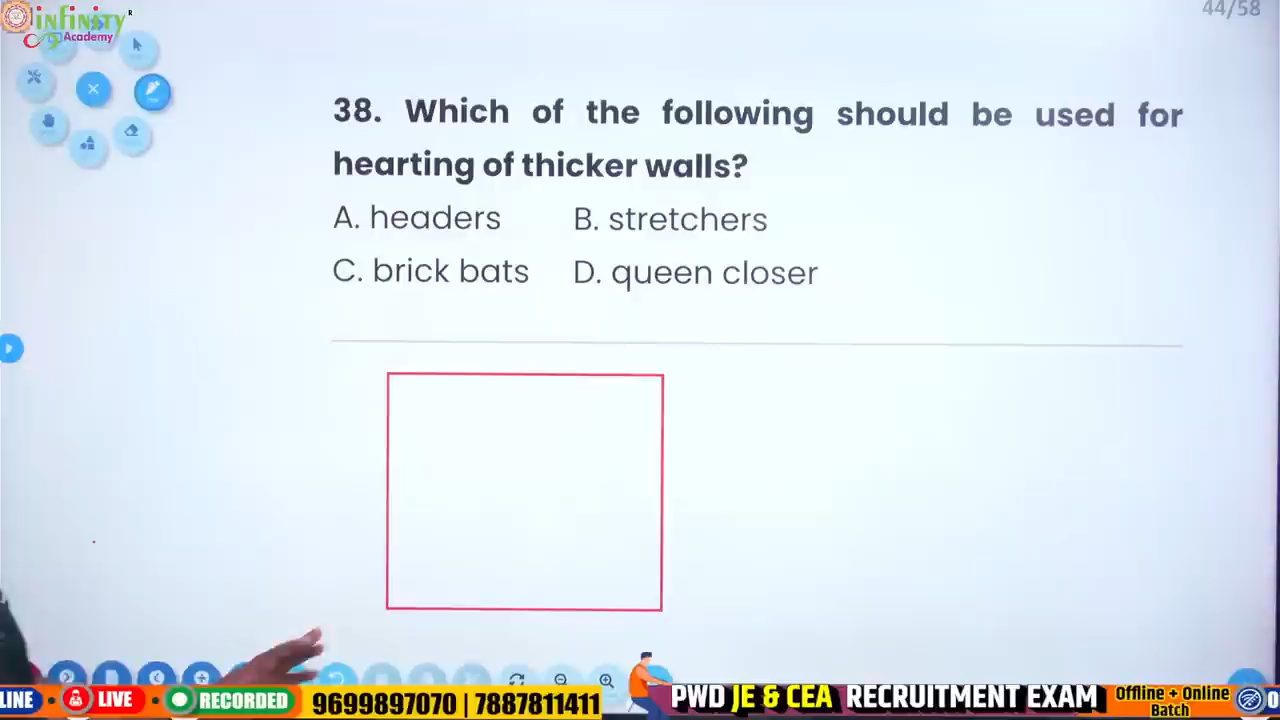 infinity
Academy
44/58
38. Which of the following should be used for
hearting of thicker walls?
A. headers B. stretchers
C. brick bats D. queen closer
LINE • LIVE • RECORDED
9699897070 | 7887811411
PWD JE & CEA RECRUITMENT EXAM
Offline + Online
Batch